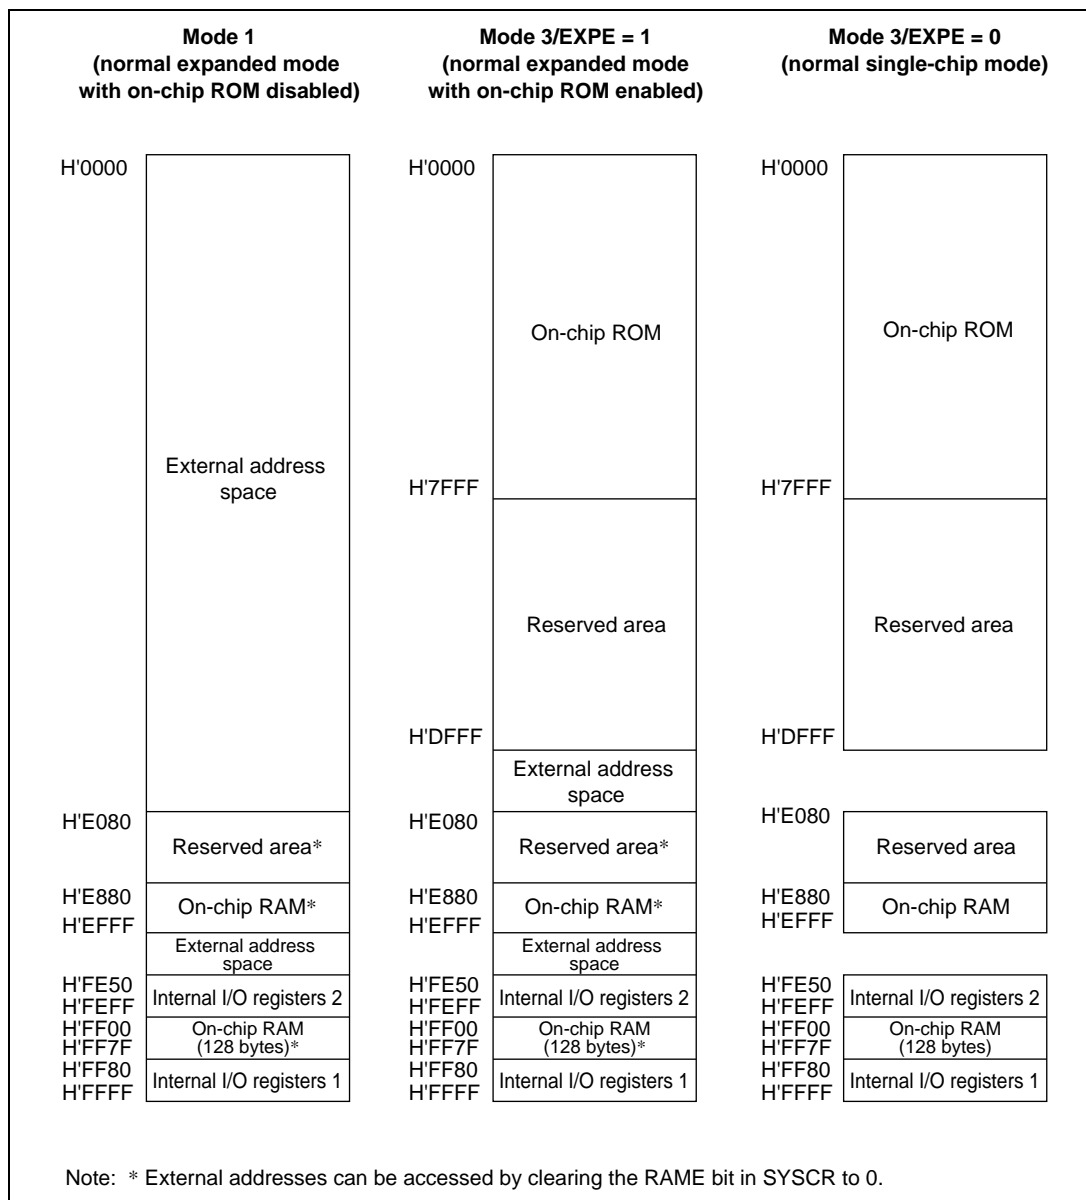 Mode 1
(normal expanded mode
with on-chip ROM disabled)
H'0000
External address
space
H'E080
Reserved area*
H'E880
On-chip RAM*
H'EFFF
External address
space
H'FE50
Internal I/O registers 2
H'FEFF
H'FF00
On-chip RAM
(128 bytes)*
H'FF7F
H'FF80
Internal I/O registers 1
H'FFFF
Mode 3/EXPE = 1
(normal expanded mode
with on-chip ROM enabled)
H'0000
On-chip ROM
H'7FFF
Reserved area
H'DFFF
External address
space
H'E080
Reserved area*
H'E880
On-chip RAM*
H'EFFF
External address
space
H'FE50
Internal I/O registers 2
H'FEFF
H'FF00
On-chip RAM
(128 bytes)*
H'FF7F
H'FF80
Internal I/O registers 1
H'FFFF
Mode 3/EXPE = 0
(normal single-chip mode)
H'0000
On-chip ROM
H'7FFF
Reserved area
H'DFFF
H'E080
Reserved area
H'E880
On-chip RAM
H'EFFF
H'FE50
Internal I/O registers 2
H'FEFF
H'FF00
On-chip RAM
(128 bytes)
H'FF7F
H'FF80
Internal I/O registers 1
H'FFFF
Note: * External addresses can be accessed by clearing the RAME bit in SYSCR to 0.